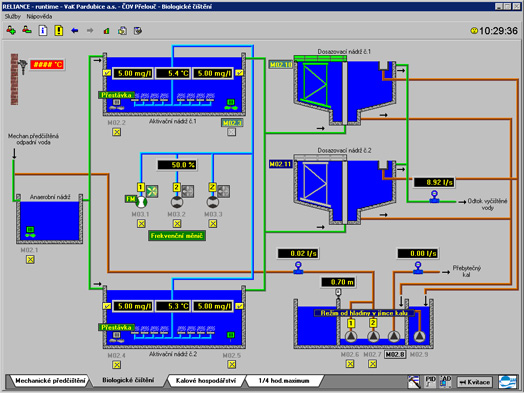 RELIANCE - runtime - VaK Pardubice a.s. - ČOV Přelouč - Biologické čištění
Služby Nápověda
10:29:36
#### °C
5.00 mg/l 5.4 °C 5.00 mg/l
Přestávka
M02.2
Aktivační nádrž č.1
M02.3
Dosazovací nádrž č.1
M02.10
Mechan.předčištěná
odpadní voda
Anaerobní nádrž
M02.1
50.0 %
1 2 3
FM
M03.1 M03.2 M03.3
Frekvenční měnič
Dosazovací nádrž č.2
M02.11
8.92 l/s
Odtok vyčištěné
vody
0.02 l/s
0.00 l/s
Přebytečný
kal
0.70 m
Režim od hladiny v jímce kalu
1 2
M02.6 M02.7 M02.8 M02.9
5.00 mg/l 5.3 °C 5.00 mg/l
Přestávka
M02.4
Aktivační nádrž č.2
M02.5
Mechanické předčištění Biologické čištění Kalové hospodářství 1/4 hod.maximum
PID AD Kvitace